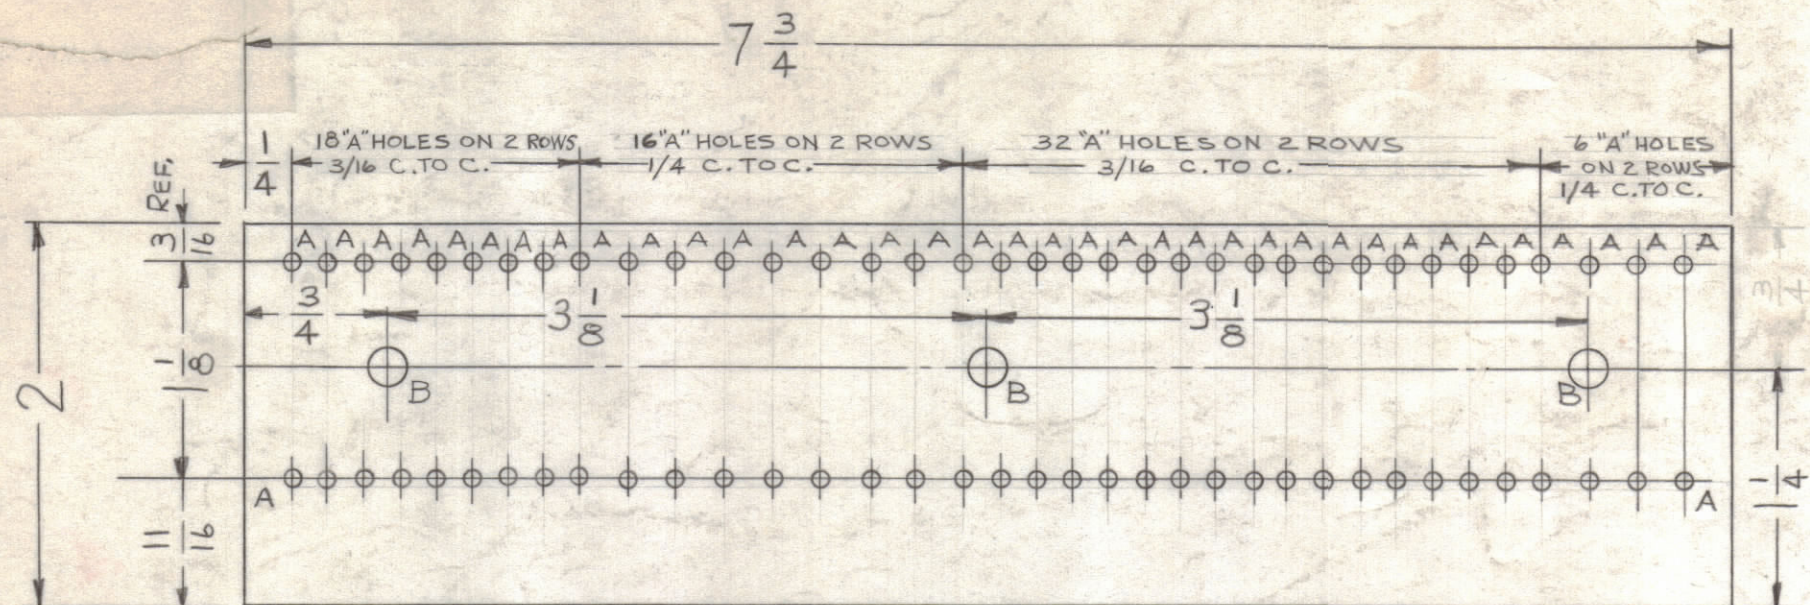 7 3/4
1/4
18 "A" HOLES ON 2 ROWS
3/16 C. TO C.
16 "A" HOLES ON 2 ROWS
1/4 C. TO C.
32 "A" HOLES ON 2 ROWS
3/16 C. TO C.
6 "A" HOLES
ON 2 ROWS
1/4 C. TO C.
REF.
3/16
A A A A A A A A A A A A A A A A A A A A A A A A A A A A A A A A A A A
3/4
3 1/8
3 1/8
3/4
2
1 1/8
B
B
B
1 1/4
A
A
11/16